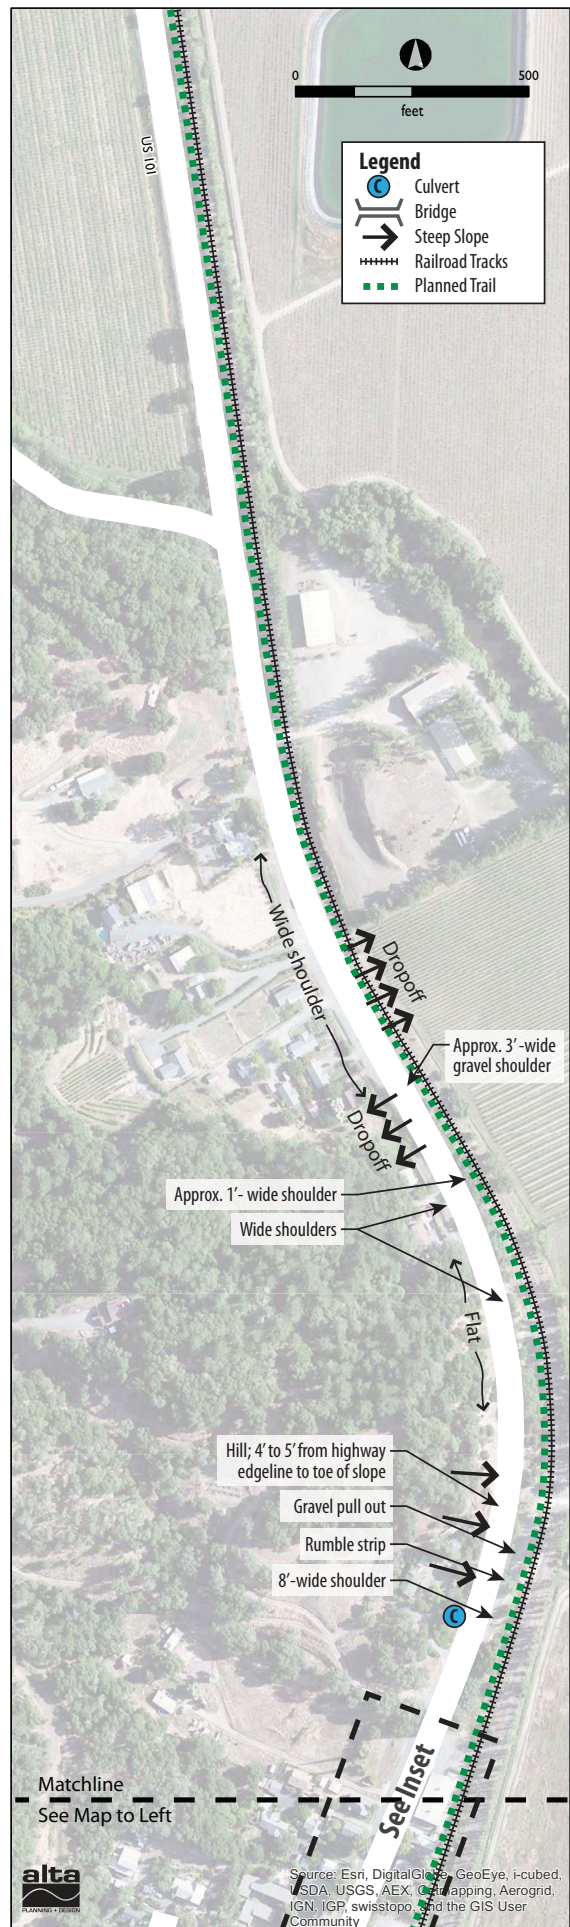 0 500
feet
US 101
Legend
C Culvert
Bridge
Steep Slope
Railroad Tracks
Planned Trail
Wide shoulder
Dropoff
Approx. 3'-wide
gravel shoulder
Dropoff
Approx. 1'- wide shoulder
Wide shoulders
Flat
Hill; 4' to 5' from highway
edgeline to toe of slope
Gravel pull out
Rumble strip
8'-wide shoulder
C
See Inset
Matchline
See Map to Left
alta
PLANNING + DESIGN
Source: Esri, DigitalGlobe, GeoEye, i-cubed,
USDA, USGS, AEX, Getmapping, Aerogrid,
IGN, IGP, swisstopo, and the GIS User
Community